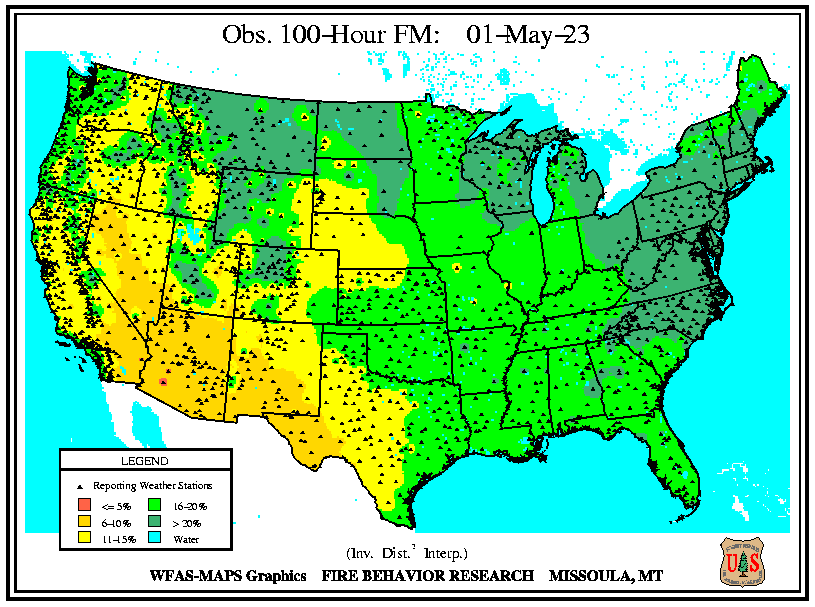 Obs. 100-Hour FM: 01-May-23
LEGEND
Reporting Weather Stations
<= 5% 16-20%
6-10% > 20%
11-15% Water
(Inv. Dist.² Interp.)
WFAS-MAPS Graphics FIRE BEHAVIOR RESEARCH MISSOULA, MT
U S